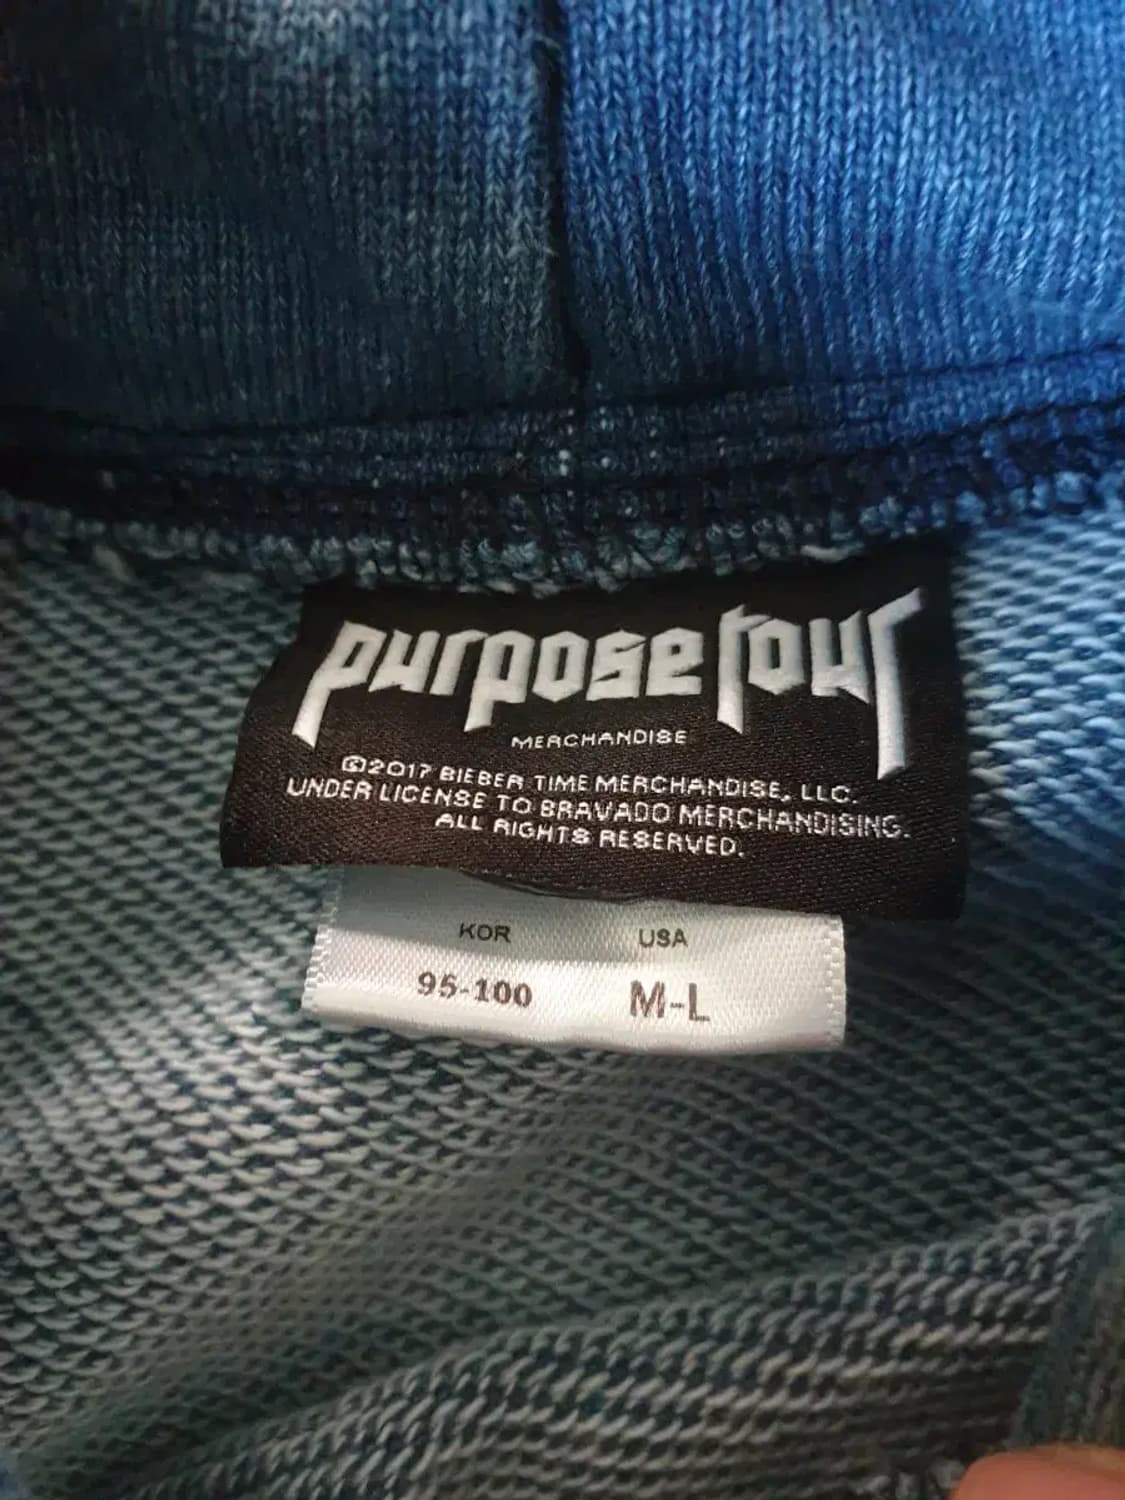 purpose tour
MERCHANDISE
©2017 BIEBER TIME MERCHANDISE, LLC.
UNDER LICENSE TO BRAVADO MERCHANDISING.
ALL RIGHTS RESERVED.
KOR USA
95-100 M-L